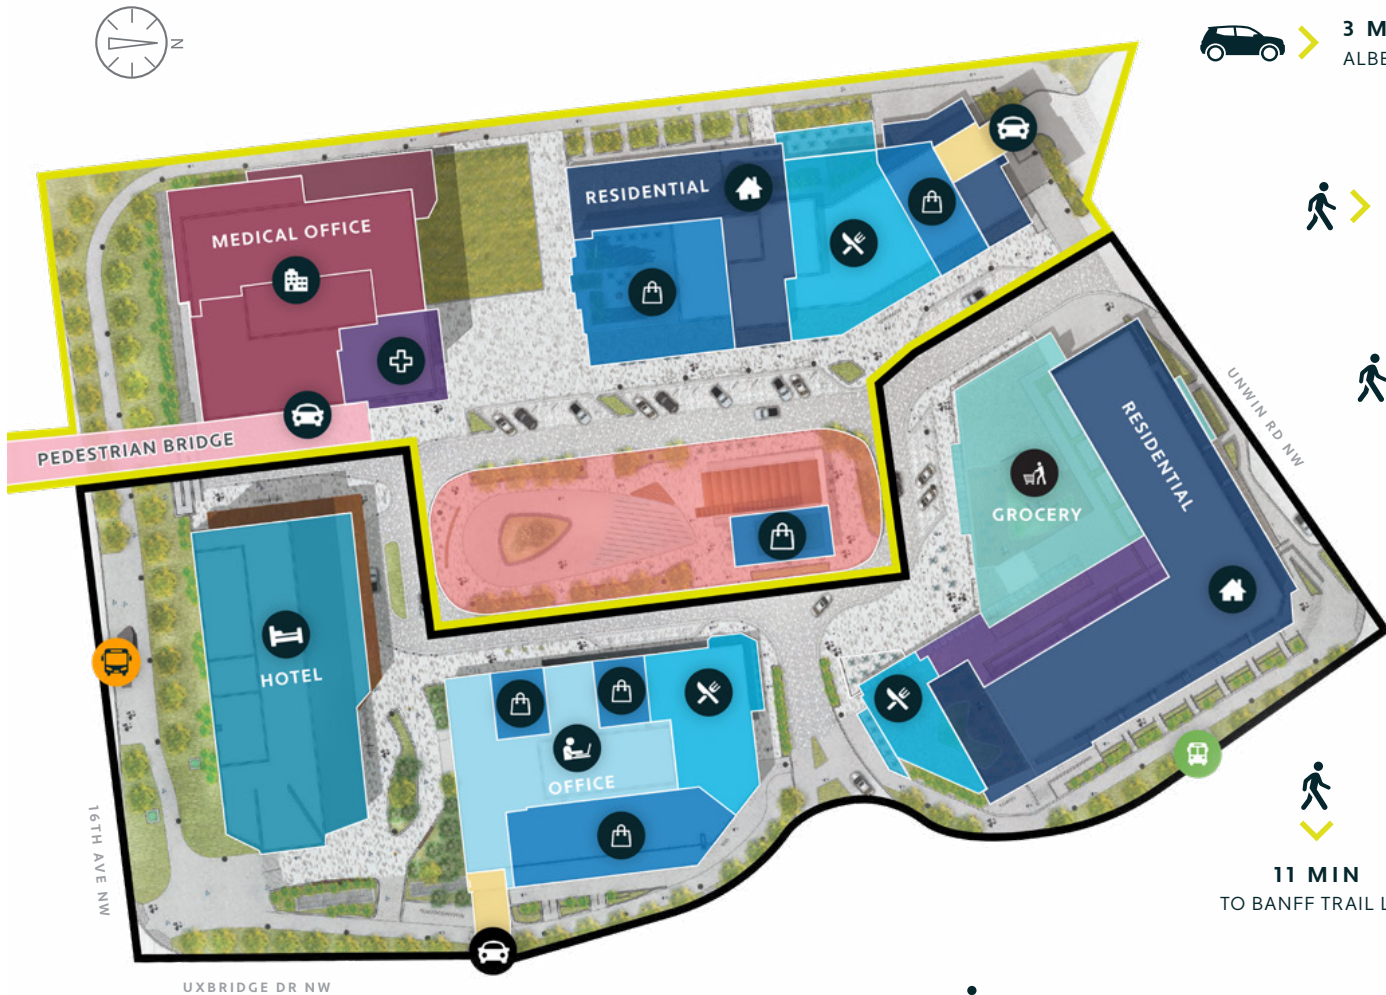 N
3 M
ALBE
RESIDENTIAL
MEDICAL OFFICE
PEDESTRIAN BRIDGE
UNWIN RD NW
RESIDENTIAL
GROCERY
HOTEL
OFFICE
16TH AVE NW
11 MIN
TO BANFF TRAIL L
UXBRIDGE DR NW